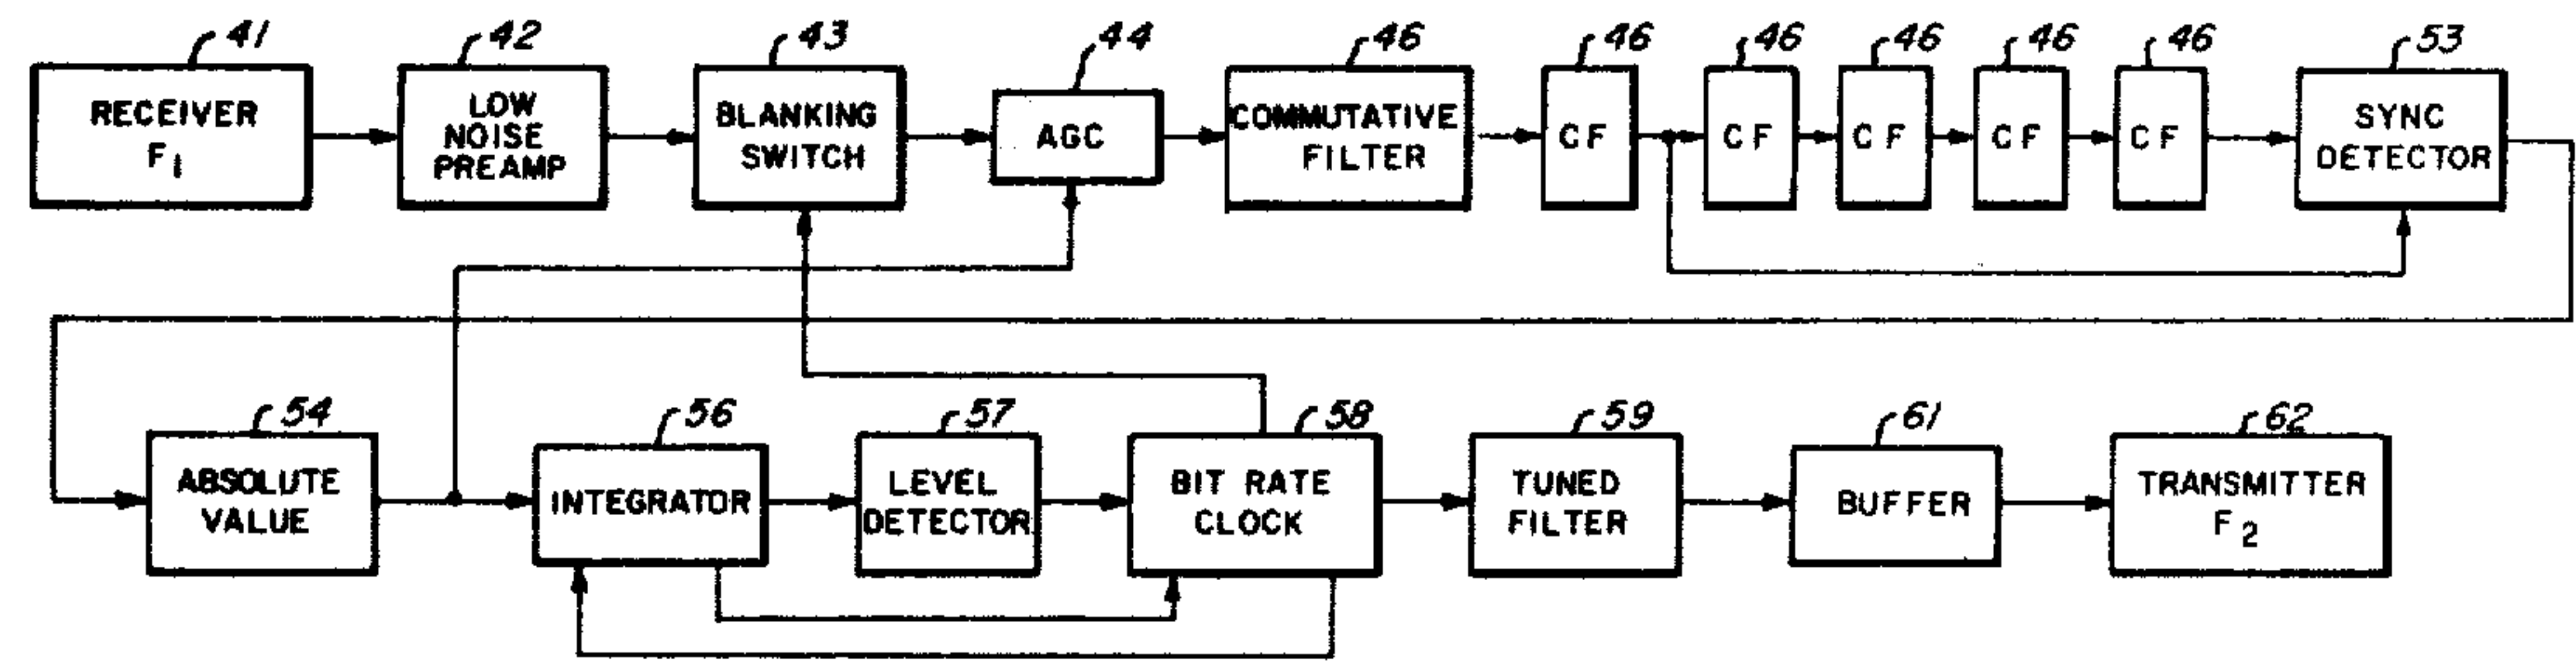 41
42
43
44
46
46
46
46
46
46
53
RECEIVER
F1
LOW
NOISE
PREAMP
BLANKING
SWITCH
AGC
COMMUTATIVE
FILTER
CF
CF
CF
CF
CF
SYNC
DETECTOR
54
56
57
58
59
61
62
ABSOLUTE
VALUE
INTEGRATOR
LEVEL
DETECTOR
BIT RATE
CLOCK
TUNED
FILTER
BUFFER
TRANSMITTER
F2